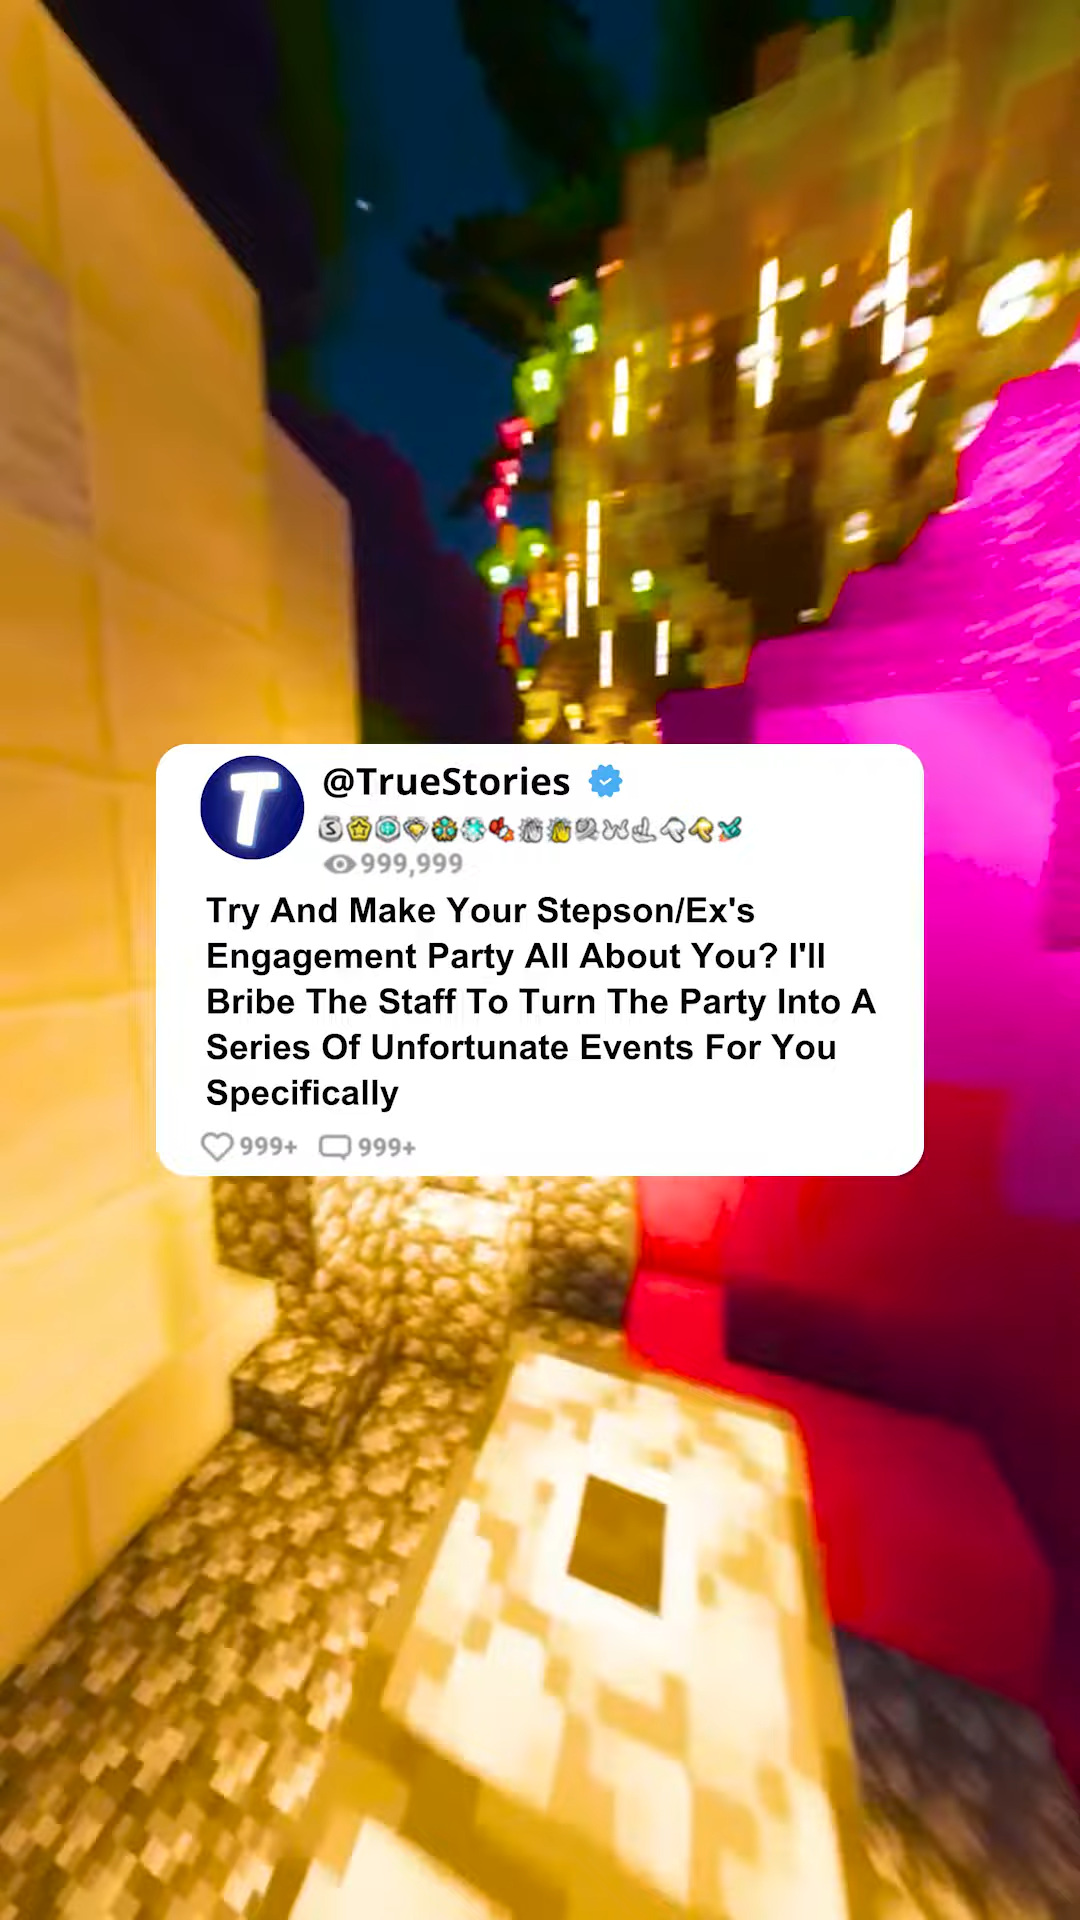 T
@TrueStories
999,999
Try And Make Your Stepson/Ex's
Engagement Party All About You? I'll
Bribe The Staff To Turn The Party Into A
Series Of Unfortunate Events For You
Specifically
999+ 999+